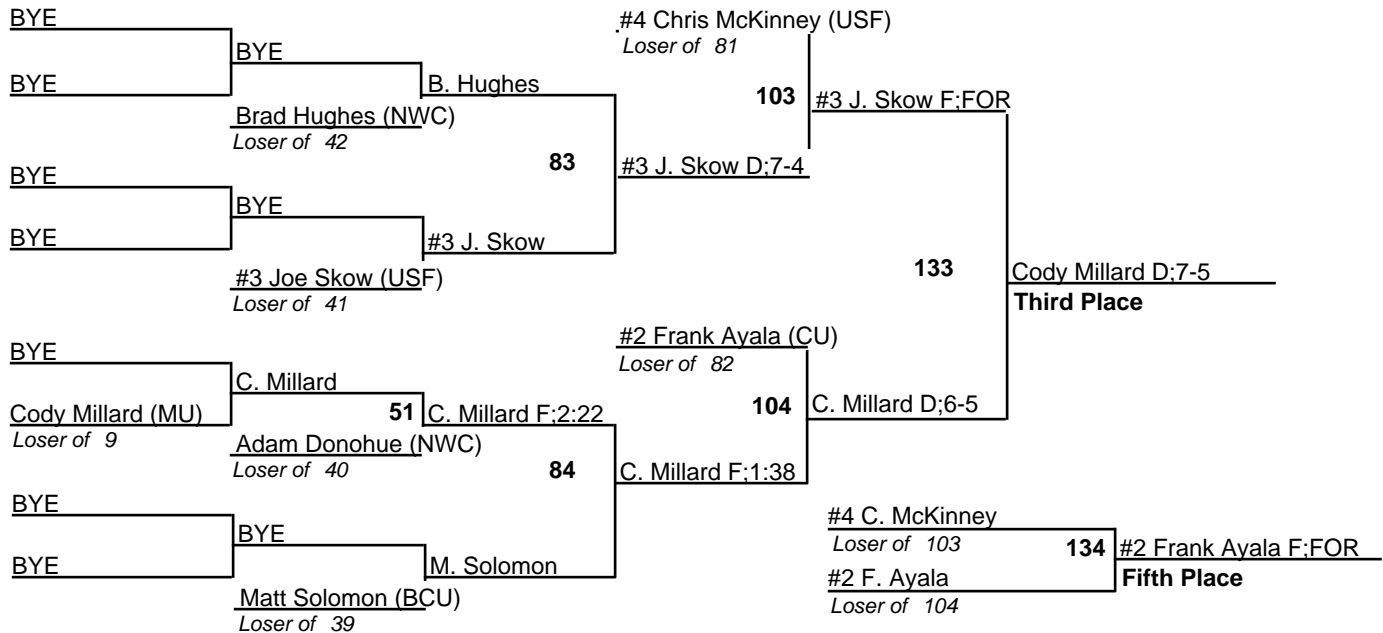 BYE
#4 Chris McKinney (USF)
Loser of 81
BYE
B. Hughes
BYE
103
#3 J. Skow F;FOR
Brad Hughes (NWC)
Loser of 42
83
#3 J. Skow D;7-4
BYE
BYE
BYE
#3 J. Skow
133
Cody Millard D;7-5
Third Place
#3 Joe Skow (USF)
Loser of 41
#2 Frank Ayala (CU)
Loser of 82
BYE
C. Millard
104
C. Millard D;6-5
Cody Millard (MU)
Loser of 9
51
C. Millard F;2:22
Adam Donohue (NWC)
Loser of 40
84
C. Millard F;1:38
BYE
BYE
#4 C. McKinney
Loser of 103
134
#2 Frank Ayala F;FOR
Fifth Place
BYE
M. Solomon
#2 F. Ayala
Loser of 104
Matt Solomon (BCU)
Loser of 39